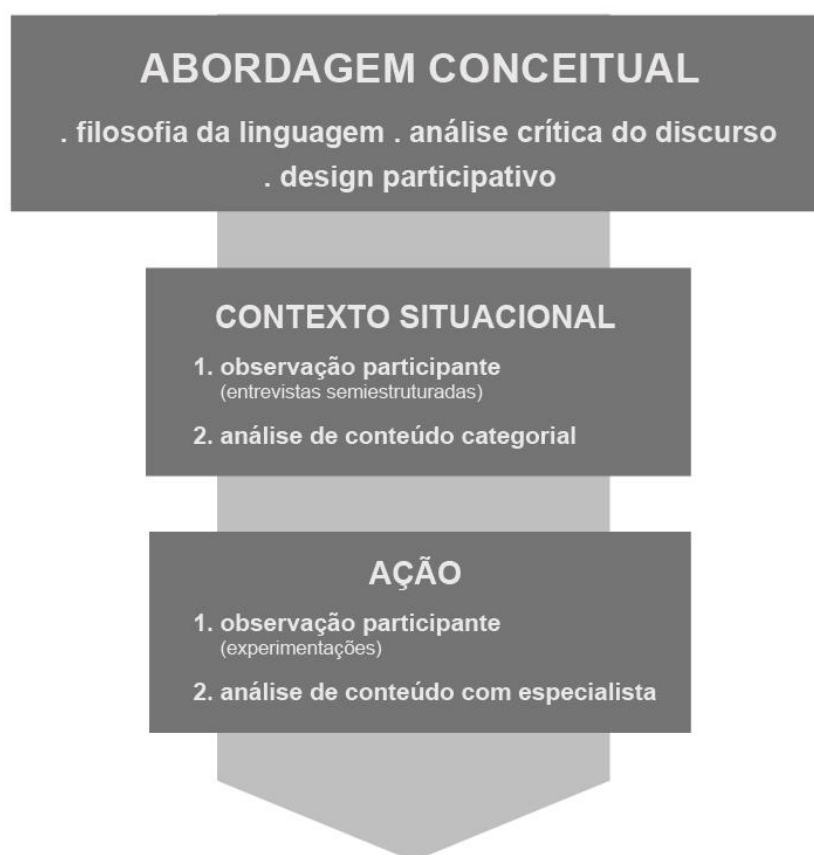 ABORDAGEM CONCEITUAL
. filosofia da linguagem . análise crítica do discurso
. design participativo
CONTEXTO SITUACIONAL
1. observação participante
(entrevistas semiestruturadas)
2. análise de conteúdo categorial
AÇÃO
1. observação participante
(experimentações)
2. análise de conteúdo com especialista